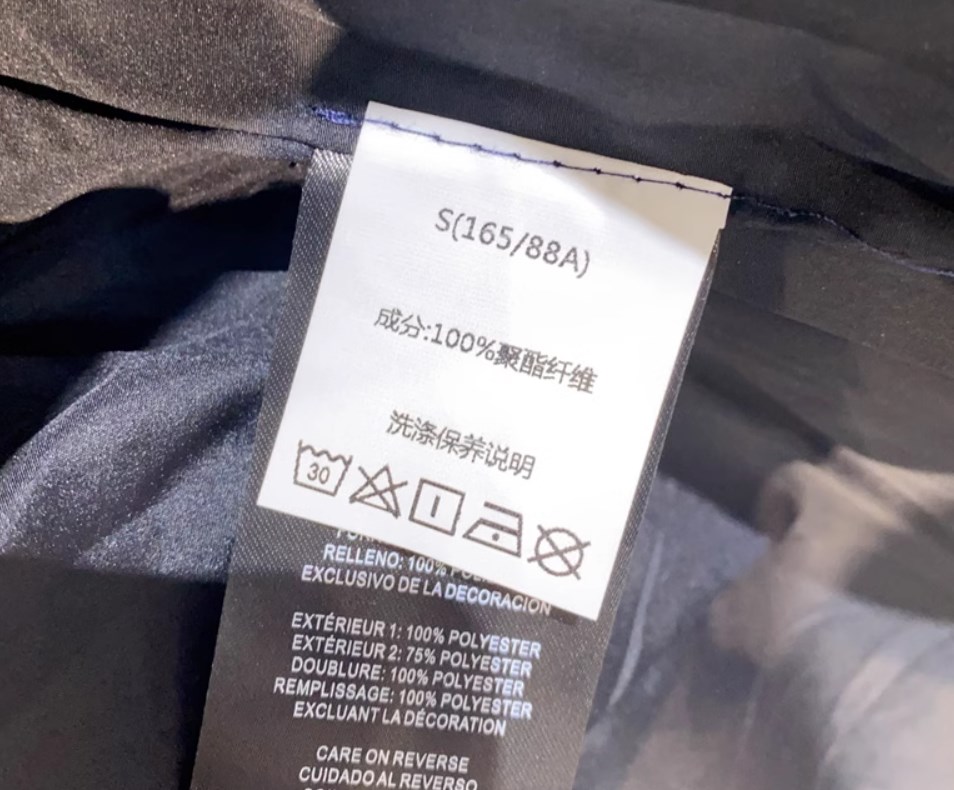 S(165/88A)
成分:100%聚酯纤维
洗涤保养说明
30
RELLENO: 100%
EXCLUSIVO DE LA DECORACIÓN
EXTÉRIEUR 1: 100% POLYESTER
EXTÉRIEUR 2: 75% POLYESTER
DOUBLURE: 100% POLYESTER
REMPLISSAGE: 100% POLYESTER
EXCLUANT LA DÉCORATION
CARE ON REVERSE
CUIDADO AL REVERSO